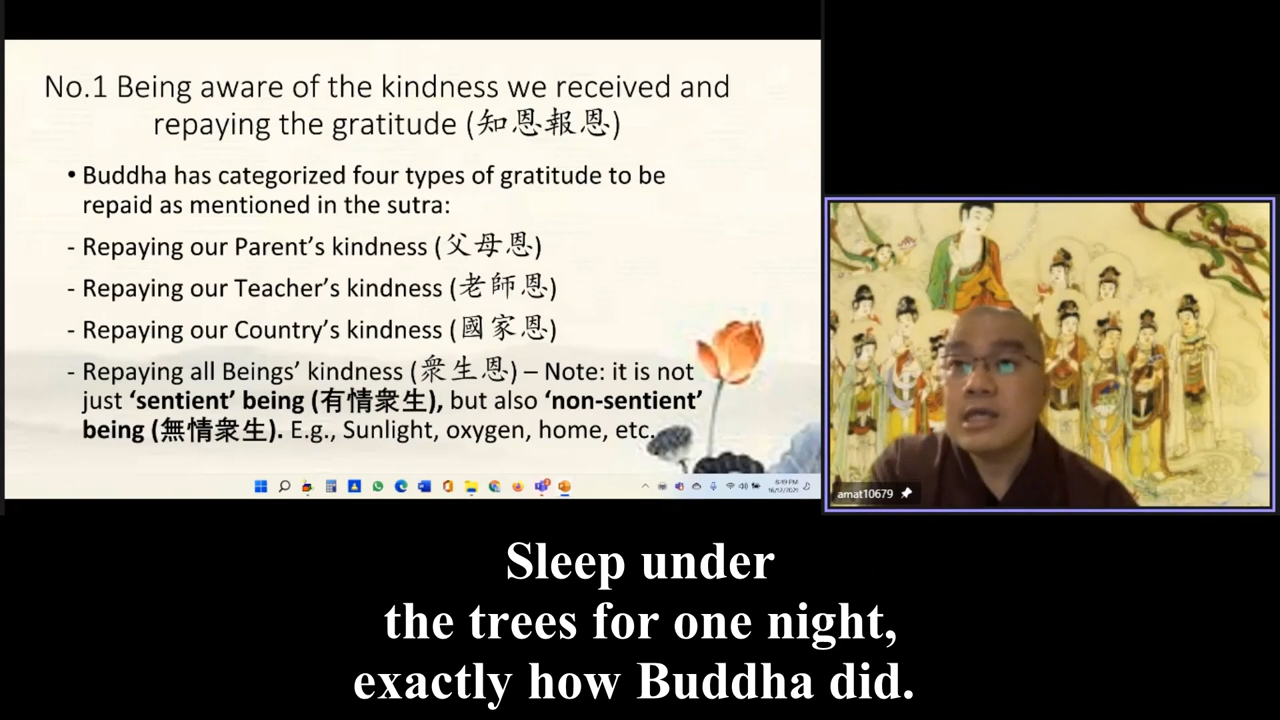 No.1 Being aware of the kindness we received and
repaying the gratitude (知恩報恩)
• Buddha has categorized four types of gratitude to be
repaid as mentioned in the sutra:
- Repaying our Parent’s kindness (父母恩)
- Repaying our Teacher’s kindness (老師恩)
- Repaying our Country’s kindness (國家恩)
- Repaying all Beings’ kindness (衆生恩) – Note: it is not
just ‘sentient’ being (有情衆生), but also ‘non-sentient’
being (無情衆生). E.g., Sunlight, oxygen, home, etc.
amat10679
Sleep under
the trees for one night,
exactly how Buddha did.